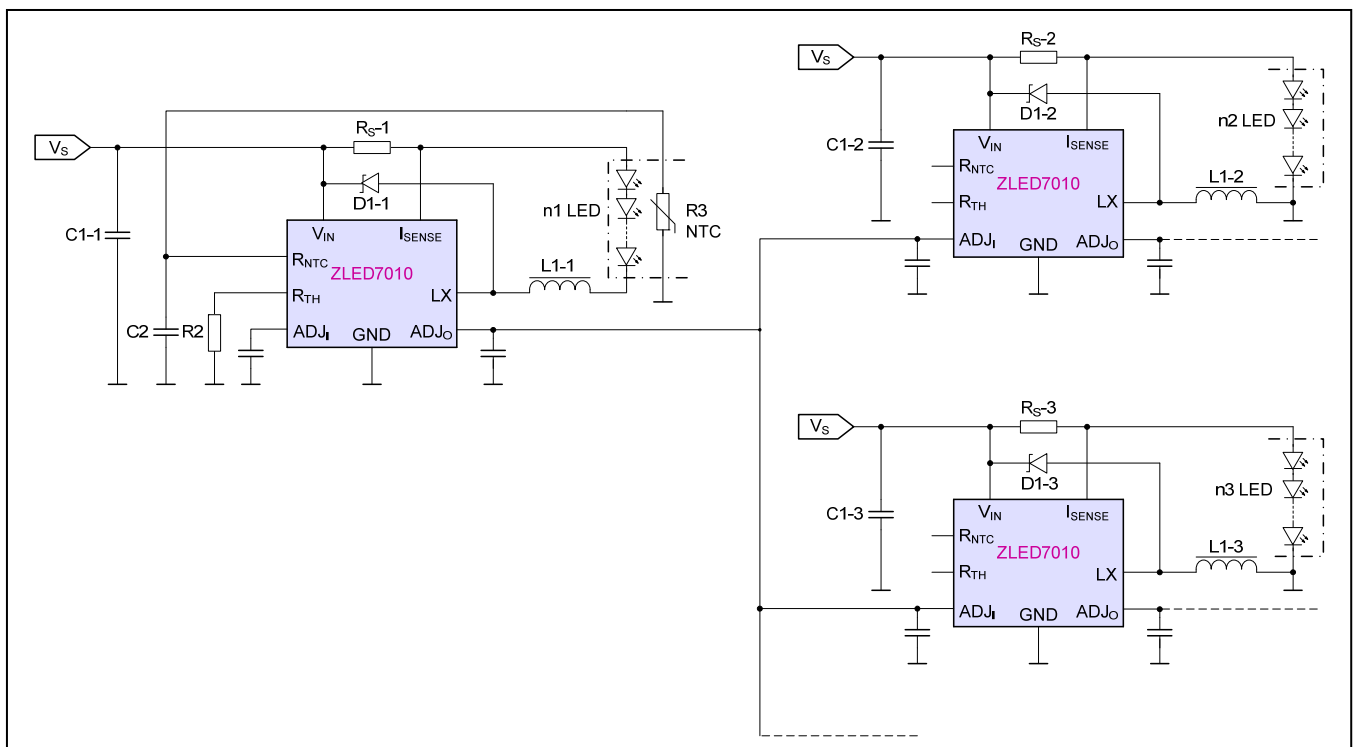 VS
RS-1
D1-1
n1 LED
R3
NTC
C1-1
VIN
ISENSE
RNTC
ZLED7010
RTH
LX
L1-1
C2
R2
ADJI
GND
ADJO
VS
RS-2
D1-2
n2 LED
C1-2
VIN
ISENSE
RNTC
ZLED7010
RTH
LX
L1-2
ADJI
GND
ADJO
VS
RS-3
D1-3
n3 LED
C1-3
VIN
ISENSE
RNTC
ZLED7010
RTH
LX
L1-3
ADJI
GND
ADJO